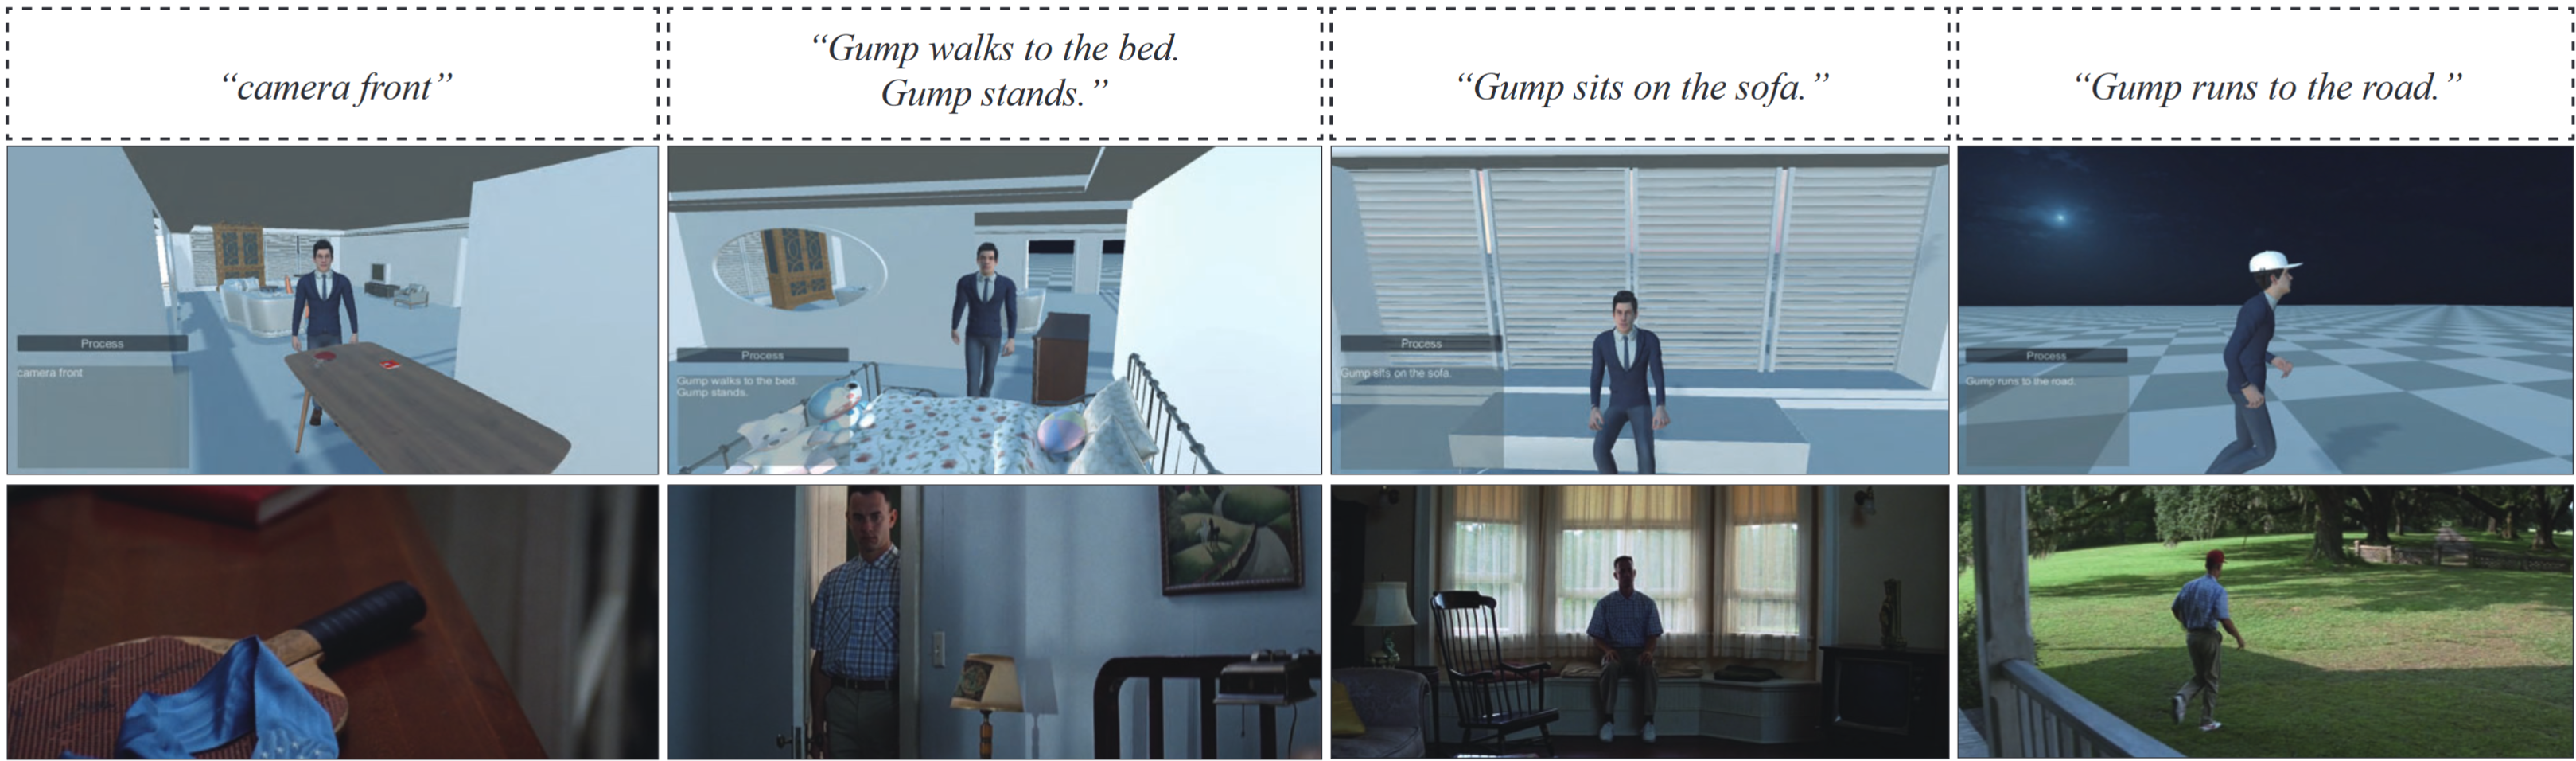 “camera front”
“Gump walks to the bed.
Gump stands.”
“Gump sits on the sofa.”
“Gump runs to the road.”
Process
camera front
Process
Gump walks to the bed.
Gump stands.
Process
Gump sits on the sofa.
Process
Gump runs to the road.